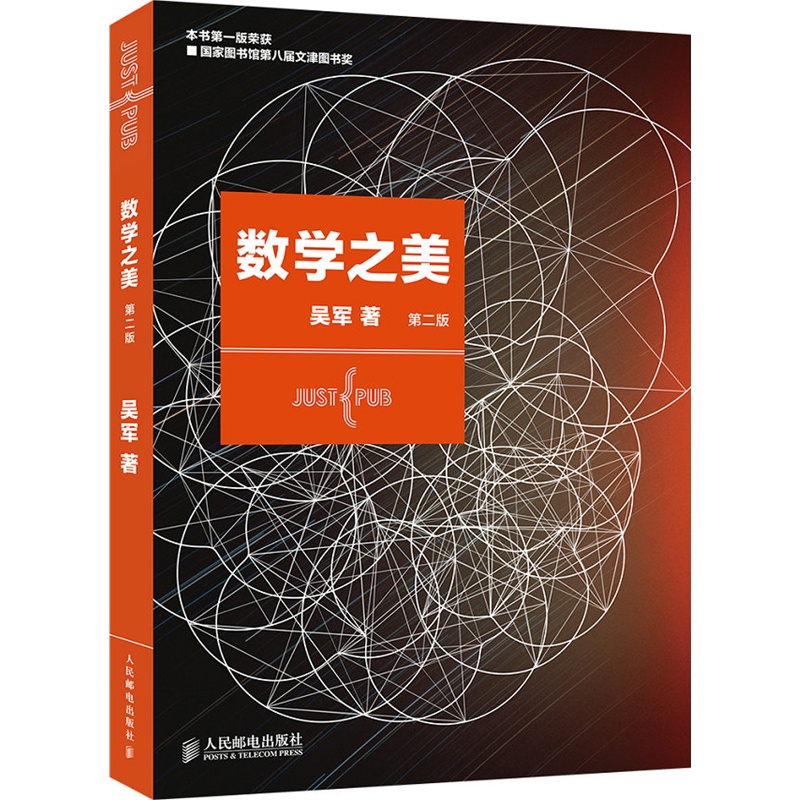 本书第一版荣获
■ 国家图书馆第八届文津图书奖
数学之美
吴军 著 第二版
JUST PUB
人民邮电出版社
POSTS & TELECOM PRESS
JUST PUB
数学之美 第二版
吴军 著
人民邮电出版社